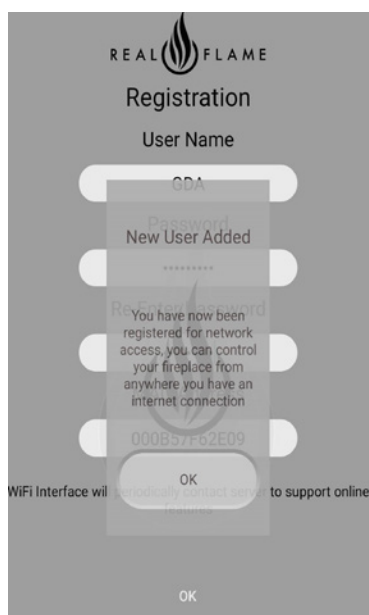 REAL FLAME
Registration
User Name
GDA
Password
New User Added
•••••••••
Re-Enter Password
You have now been
registered for network
access, you can control
your fireplace from
anywhere you have an
internet connection
000B57F62E09
OK
WiFi Interface will periodically contact server to support online
features
OK